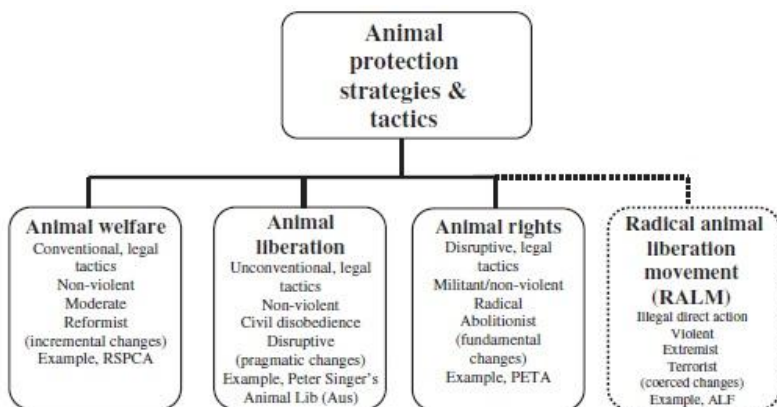 Animal
protection
strategies &
tactics
Animal welfare
Conventional, legal
tactics
Non-violent
Moderate
Reformist
(incremental changes)
Example, RSPCA
Animal
liberation
Unconventional, legal
tactics
Non-violent
Civil disobedience
Disruptive
(pragmatic changes)
Example, Peter Singer's
Animal Lib (Aus)
Animal rights
Disruptive, legal
tactics
Militant/non-violent
Radical
Abolitionist
(fundamental
changes)
Example, PETA
Radical animal
liberation
movement
(RALM)
Illegal direct action
Violent
Extremist
Terrorist
(coerced changes)
Example, ALF